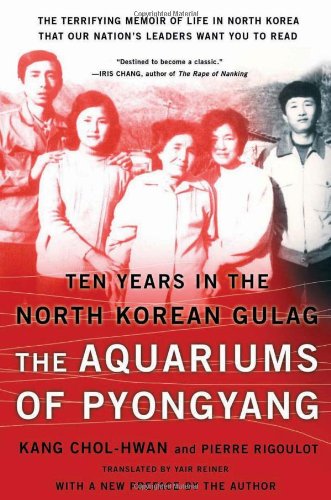 THE TERRIFYING MEMOIR OF LIFE IN NORTH KOREA
THAT OUR NATION'S LEADERS WANT YOU TO READ
"Destined to become a classic."
—IRIS CHANG, author of The Rape of Nanking
TEN YEARS IN THE
NORTH KOREAN GULAG
THE AQUARIUMS
OF PYONGYANG
KANG CHOL-HWAN and PIERRE RIGOULOT
TRANSLATED BY YAIR REINER
WITH A NEW PREFACE BY THE AUTHOR